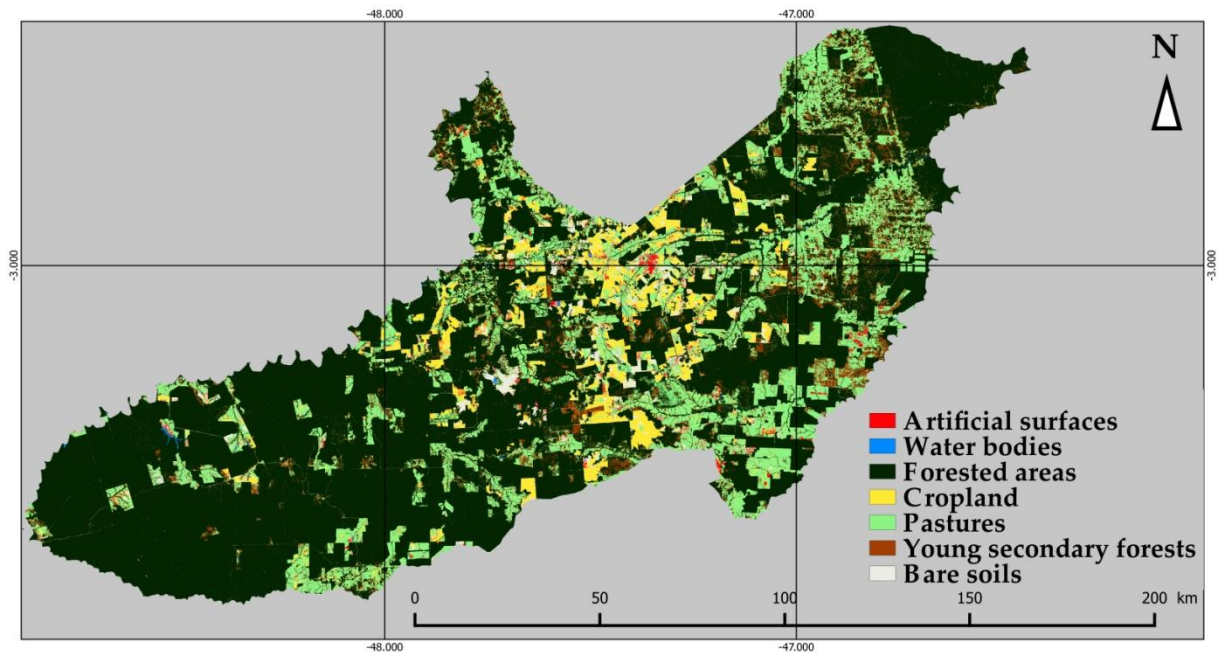 -48.000
-47.000
N
-3.000
-3.000
Artificial surfaces
Water bodies
Forested areas
Cropland
Pastures
Young secondary forests
Bare soils
0 50 100 150 200 km
-48.000
-47.000